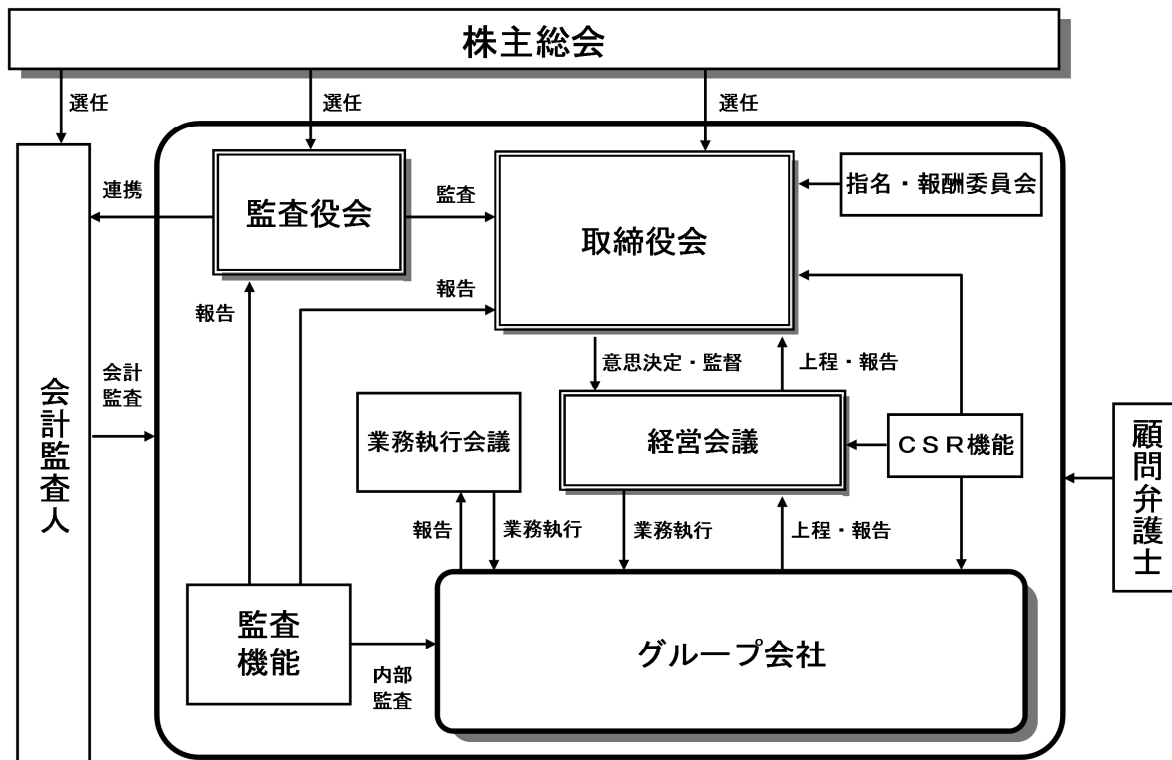 株主総会
選任
選任
選任
連携
監査役会
監査
取締役会
指名・報酬委員会
報告
報告
会計
監査
意思決定・監督
上程・報告
会計監査人
業務執行会議
経営会議
ＣＳＲ機能
顧問弁護士
報告
業務執行
業務執行
上程・報告
監査
機能
内部
監査
グループ会社